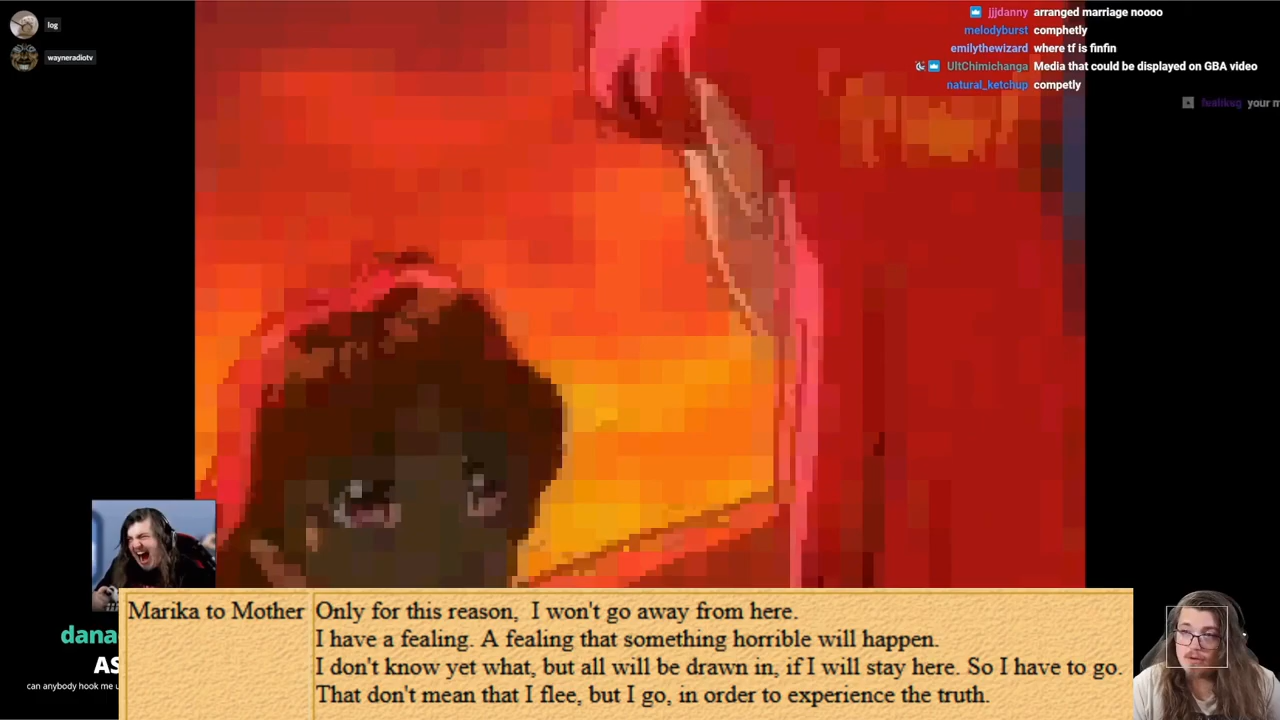 log
wayneradiotv
jjjdanny arranged marriage noooo
melodyburst comphetly
emilythewizard where tf is finfin
UltChimichanga Media that could be displayed on GBA video
natural_ketchup competly
your m
dana
AS
can anybody hook me u
Marika to Mother Only for this reason, I won't go away from here.
I have a fealing. A fealing that something horrible will happen.
I don't know yet what, but all will be drawn in, if I will stay here. So I have to go.
That don't mean that I flee, but I go, in order to experience the truth.